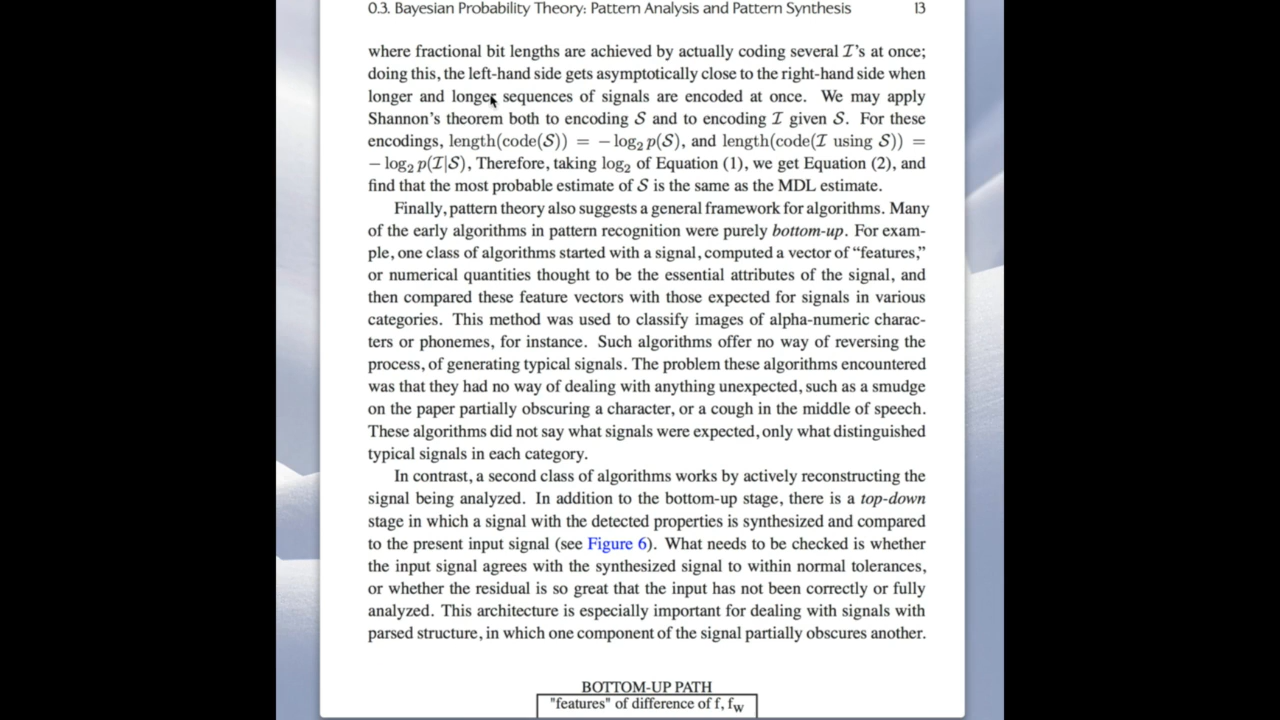 0.3. Bayesian Probability Theory: Pattern Analysis and Pattern Synthesis 13
where fractional bit lengths are achieved by actually coding several ℐ's at once;
doing this, the left-hand side gets asymptotically close to the right-hand side when
longer and longer sequences of signals are encoded at once. We may apply
Shannon's theorem both to encoding 𝒮 and to encoding ℐ given 𝒮. For these
encodings, length(code(𝒮)) = − log₂ p(𝒮), and length(code(ℐ using 𝒮)) =
− log₂ p(ℐ|𝒮), Therefore, taking log₂ of Equation (1), we get Equation (2), and
find that the most probable estimate of 𝒮 is the same as the MDL estimate.
Finally, pattern theory also suggests a general framework for algorithms. Many
of the early algorithms in pattern recognition were purely bottom-up. For exam-
ple, one class of algorithms started with a signal, computed a vector of “features,”
or numerical quantities thought to be the essential attributes of the signal, and
then compared these feature vectors with those expected for signals in various
categories. This method was used to classify images of alpha-numeric charac-
ters or phonemes, for instance. Such algorithms offer no way of reversing the
process, of generating typical signals. The problem these algorithms encountered
was that they had no way of dealing with anything unexpected, such as a smudge
on the paper partially obscuring a character, or a cough in the middle of speech.
These algorithms did not say what signals were expected, only what distinguished
typical signals in each category.
In contrast, a second class of algorithms works by actively reconstructing the
signal being analyzed. In addition to the bottom-up stage, there is a top-down
stage in which a signal with the detected properties is synthesized and compared
to the present input signal (see Figure 6). What needs to be checked is whether
the input signal agrees with the synthesized signal to within normal tolerances,
or whether the residual is so great that the input has not been correctly or fully
analyzed. This architecture is especially important for dealing with signals with
parsed structure, in which one component of the signal partially obscures another.
BOTTOM-UP PATH
"features" of difference of f, f_w